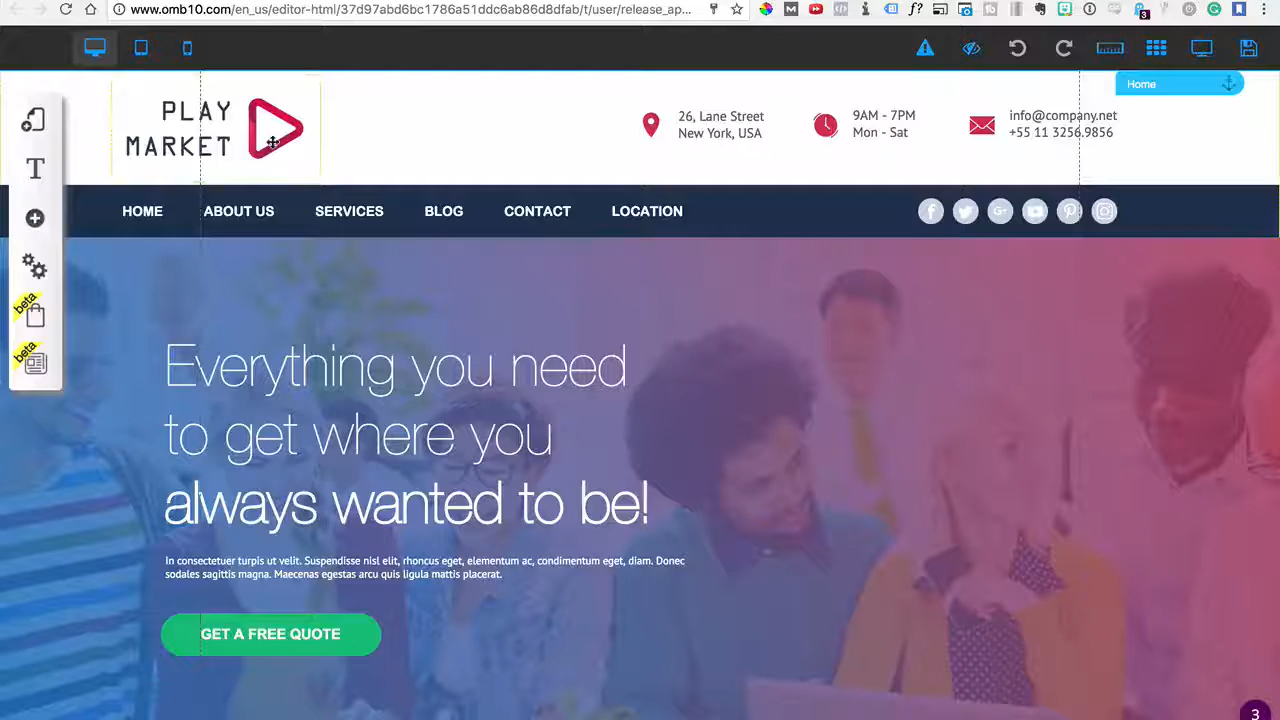 www.omb10.com/en_us/editor-html/37d97abd6bc1786a51ddc6ab86d8dfab/t/user/release_ap...
f?
3
Home
PLAY
MARKET
26, Lane Street
New York, USA
9AM - 7PM
Mon - Sat
info@company.net
+55 11 3256.9856
HOME
ABOUT US
SERVICES
BLOG
CONTACT
LOCATION
T
beta
beta
Everything you need
to get where you
always wanted to be!
In consectetuer turpis ut velit. Suspendisse nisl elit, rhoncus eget, elementum ac, condimentum eget, diam. Donec
sodales sagittis magna. Maecenas egestas arcu quis ligula mattis placerat.
GET A FREE QUOTE
3